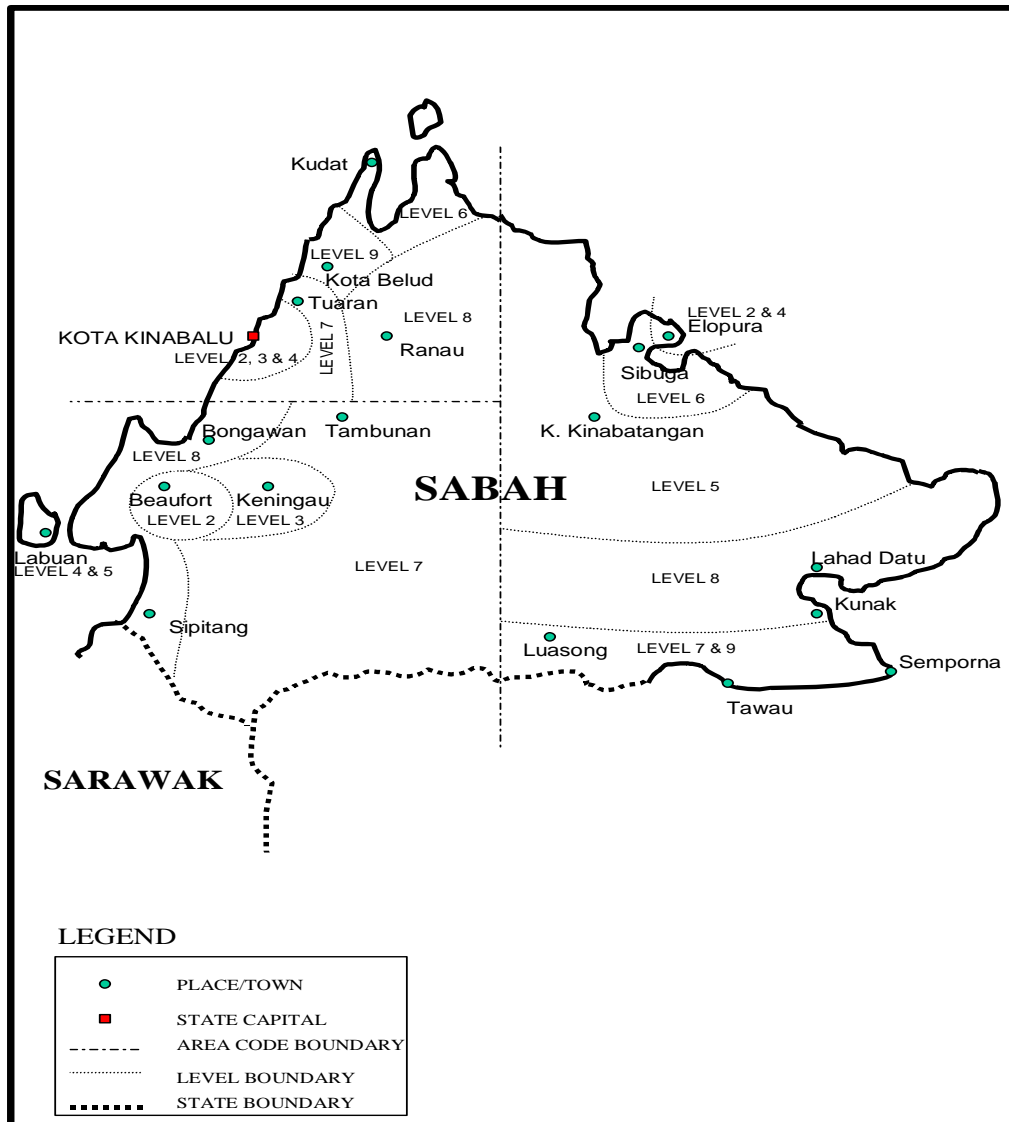 Kudat
LEVEL 6
LEVEL 9
Kota Belud
Tuaran
LEVEL 7
LEVEL 8
Ranau
KOTA KINABALU
LEVEL 2, 3 & 4
LEVEL 2 & 4
Elopura
Sibuga
LEVEL 6
K. Kinabatangan
Bongawan
Tambunan
LEVEL 8
SABAH
LEVEL 5
Beaufort
LEVEL 2
Keningau
LEVEL 3
Labuan
LEVEL 4 & 5
LEVEL 7
LEVEL 8
Lahad Datu
Kunak
Sipitang
Luasong
LEVEL 7 & 9
Semporna
Tawau
SARAWAK
LEGEND
PLACE/TOWN
STATE CAPITAL
AREA CODE BOUNDARY
LEVEL BOUNDARY
STATE BOUNDARY